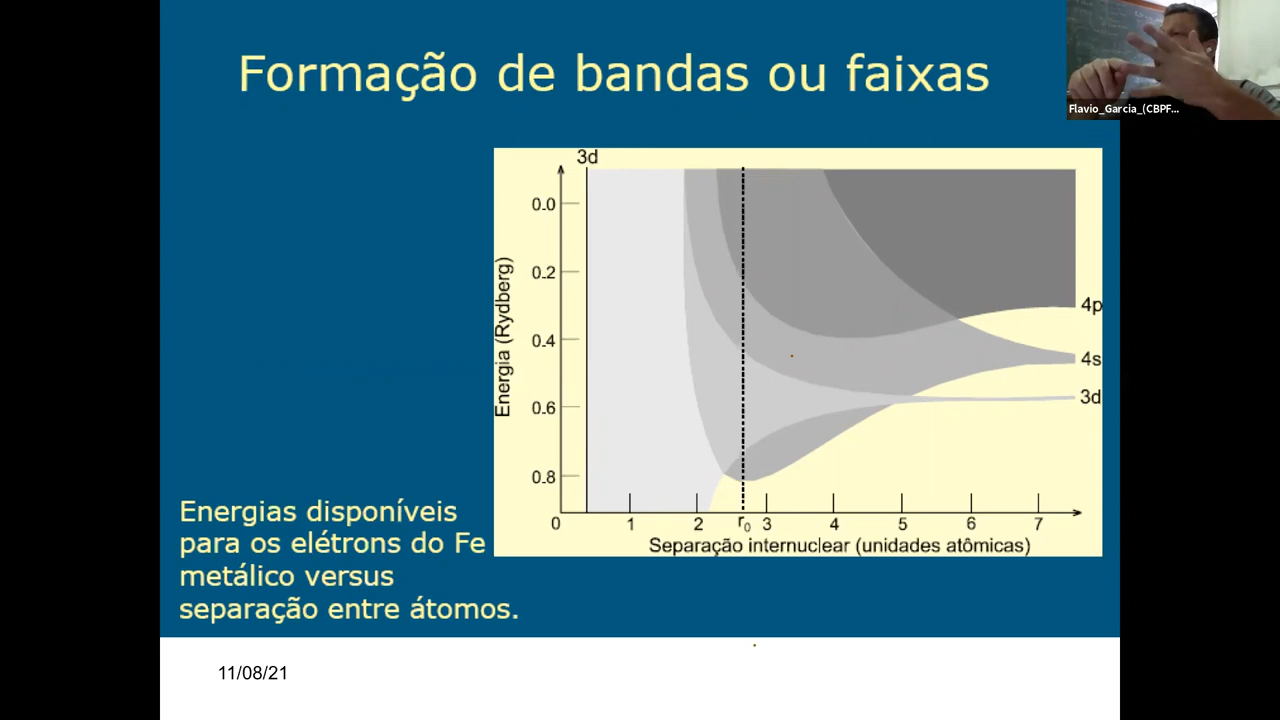 Formação de bandas ou faixas
Flavio_Garcia_(CBPF...
3d
0.0
0.2
0.4
0.6
0.8
Energia (Rydberg)
4p
4s
3d
0 1 2 r0 3 4 5 6 7
Separação internuclear (unidades atômicas)
Energias disponíveis
para os elétrons do Fe
metálico versus
separação entre átomos.
11/08/21